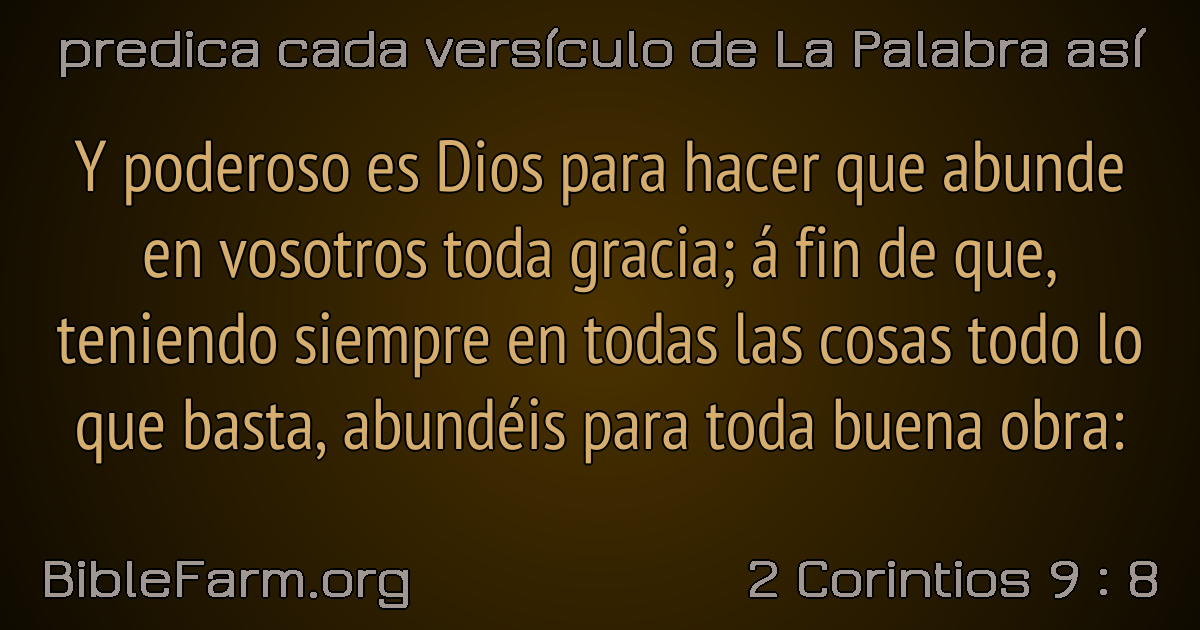 predica cada versículo de La Palabra así
Y poderoso es Dios para hacer que abunde
en vosotros toda gracia; á fin de que,
teniendo siempre en todas las cosas todo lo
que basta, abundéis para toda buena obra:
BibleFarm.org
2 Corintios 9 : 8